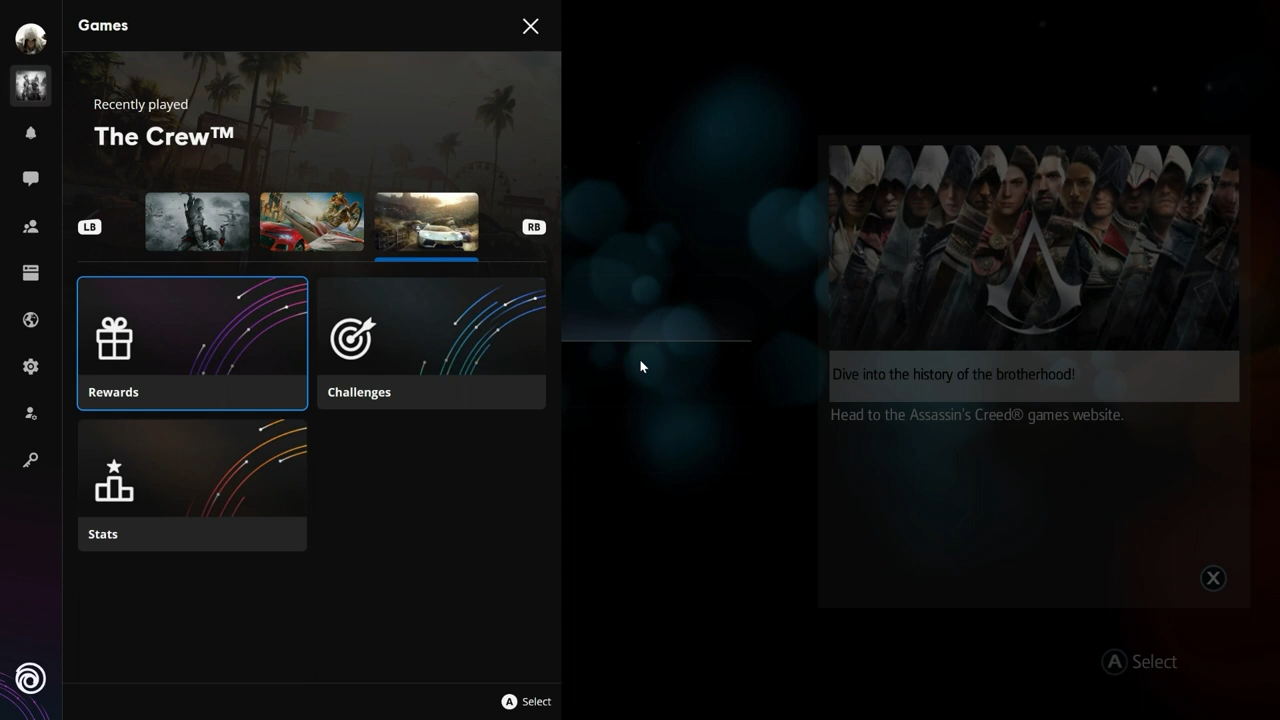 Games
Recently played
The Crew™
LB
RB
Rewards
Challenges
Stats
A Select
Dive into the history of the brotherhood!
Head to the Assassin's Creed® games website.
X
A Select